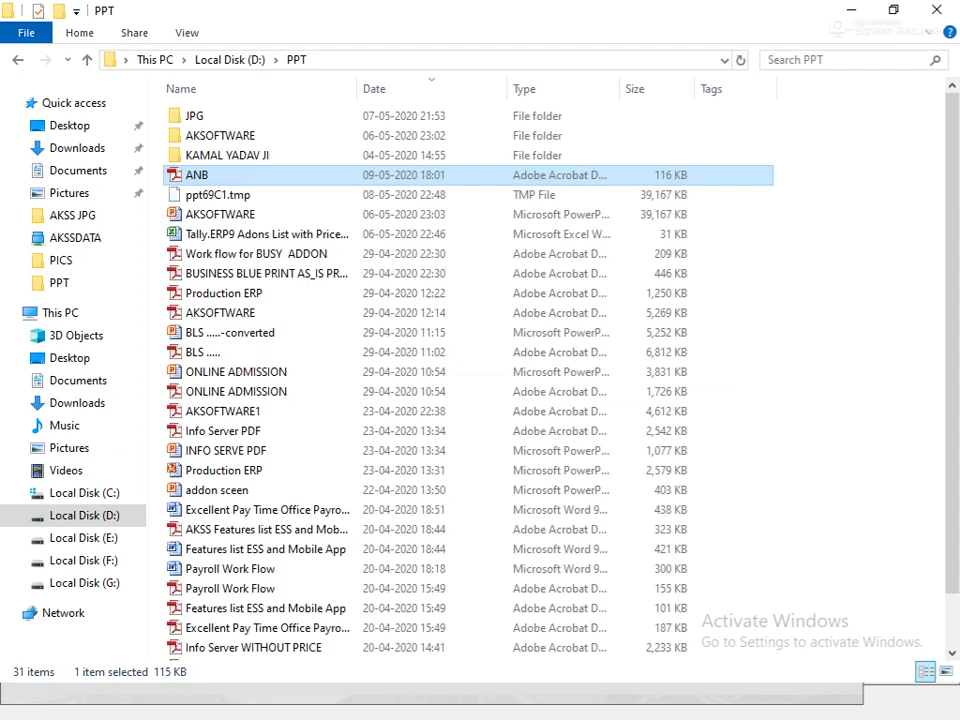 PPT
File Home Share View
This PC Local Disk (D:) PPT Search PPT
Name Date Type Size Tags
Quick access
Desktop
Downloads
Documents
Pictures
AKSS JPG
AKSSDATA
PICS
PPT
This PC
3D Objects
Desktop
Documents
Downloads
Music
Pictures
Videos
Local Disk (C:)
Local Disk (D:)
Local Disk (E:)
Local Disk (F:)
Local Disk (G:)
Network
JPG 07-05-2020 21:53 File folder
AKSOFTWARE 06-05-2020 23:02 File folder
KAMAL YADAV JI 04-05-2020 14:55 File folder
ANB 09-05-2020 18:01 Adobe Acrobat D... 116 KB
ppt69C1.tmp 08-05-2020 22:48 TMP File 39,167 KB
AKSOFTWARE 06-05-2020 23:03 Microsoft PowerP... 39,167 KB
Tally.ERP9 Adons List with Price... 06-05-2020 22:46 Microsoft Excel W... 31 KB
Work flow for BUSY ADDON 29-04-2020 22:30 Adobe Acrobat D... 209 KB
BUSINESS BLUE PRINT AS_IS PR... 29-04-2020 22:30 Adobe Acrobat D... 446 KB
Production ERP 29-04-2020 12:22 Adobe Acrobat D... 1,250 KB
AKSOFTWARE 29-04-2020 12:14 Adobe Acrobat D... 5,269 KB
BLS .....-converted 29-04-2020 11:15 Microsoft PowerP... 5,252 KB
BLS ..... 29-04-2020 11:02 Adobe Acrobat D... 6,812 KB
ONLINE ADMISSION 29-04-2020 10:54 Microsoft PowerP... 3,831 KB
ONLINE ADMISSION 29-04-2020 10:54 Adobe Acrobat D... 1,726 KB
AKSOFTWARE1 23-04-2020 22:38 Adobe Acrobat D... 4,612 KB
Info Server PDF 23-04-2020 13:34 Adobe Acrobat D... 2,542 KB
INFO SERVE PDF 23-04-2020 13:34 Microsoft PowerP... 1,077 KB
Production ERP 23-04-2020 13:31 Microsoft PowerP... 2,579 KB
addon sceen 22-04-2020 13:50 Microsoft PowerP... 403 KB
Excellent Pay Time Office Payro... 20-04-2020 18:51 Microsoft Word 9... 438 KB
AKSS Features list ESS and Mob... 20-04-2020 18:44 Adobe Acrobat D... 323 KB
Features list ESS and Mobile App 20-04-2020 18:44 Microsoft Word 9... 421 KB
Payroll Work Flow 20-04-2020 18:18 Microsoft Word 9... 300 KB
Payroll Work Flow 20-04-2020 15:49 Adobe Acrobat D... 155 KB
Features list ESS and Mobile App 20-04-2020 15:49 Adobe Acrobat D... 101 KB
Excellent Pay Time Office Payro... 20-04-2020 15:49 Adobe Acrobat D... 187 KB
Info Server WITHOUT PRICE 20-04-2020 14:41 Adobe Acrobat D... 2,233 KB
Activate Windows
Go to Settings to activate Windows.
31 items 1 item selected 115 KB